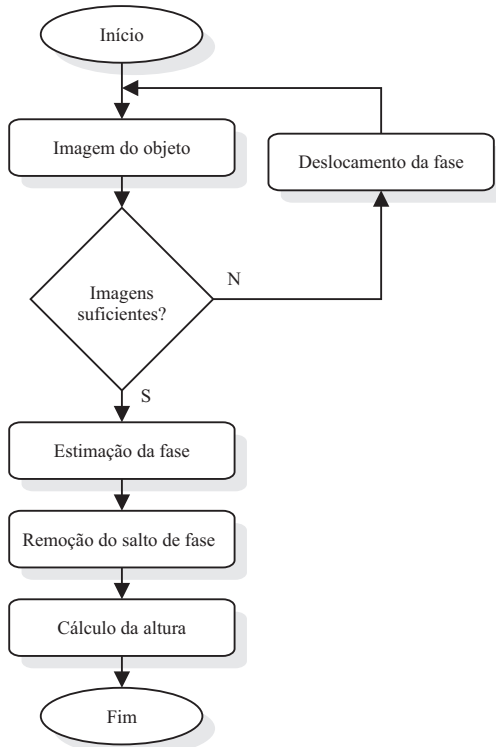 Início
Imagem do objeto
Deslocamento da fase
Imagens
suficientes?
N
S
Estimação da fase
Remoção do salto de fase
Cálculo da altura
Fim